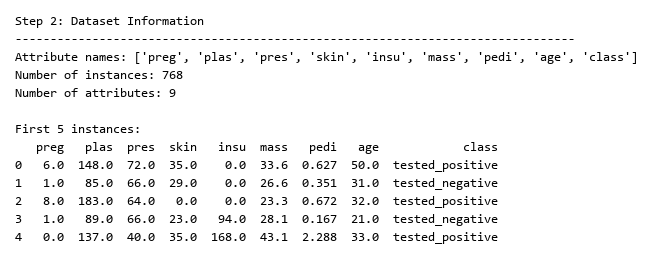 Step 2: Dataset Information
--------------------------------------------------------------------------------
Attribute names: ['preg', 'plas', 'pres', 'skin', 'insu', 'mass', 'pedi', 'age', 'class']
Number of instances: 768
Number of attributes: 9
First 5 instances:
   preg   plas  pres  skin   insu  mass   pedi   age            class
0   6.0  148.0  72.0  35.0    0.0  33.6  0.627  50.0  tested_positive
1   1.0   85.0  66.0  29.0    0.0  26.6  0.351  31.0  tested_negative
2   8.0  183.0  64.0   0.0    0.0  23.3  0.672  32.0  tested_positive
3   1.0   89.0  66.0  23.0   94.0  28.1  0.167  21.0  tested_negative
4   0.0  137.0  40.0  35.0  168.0  43.1  2.288  33.0  tested_positive